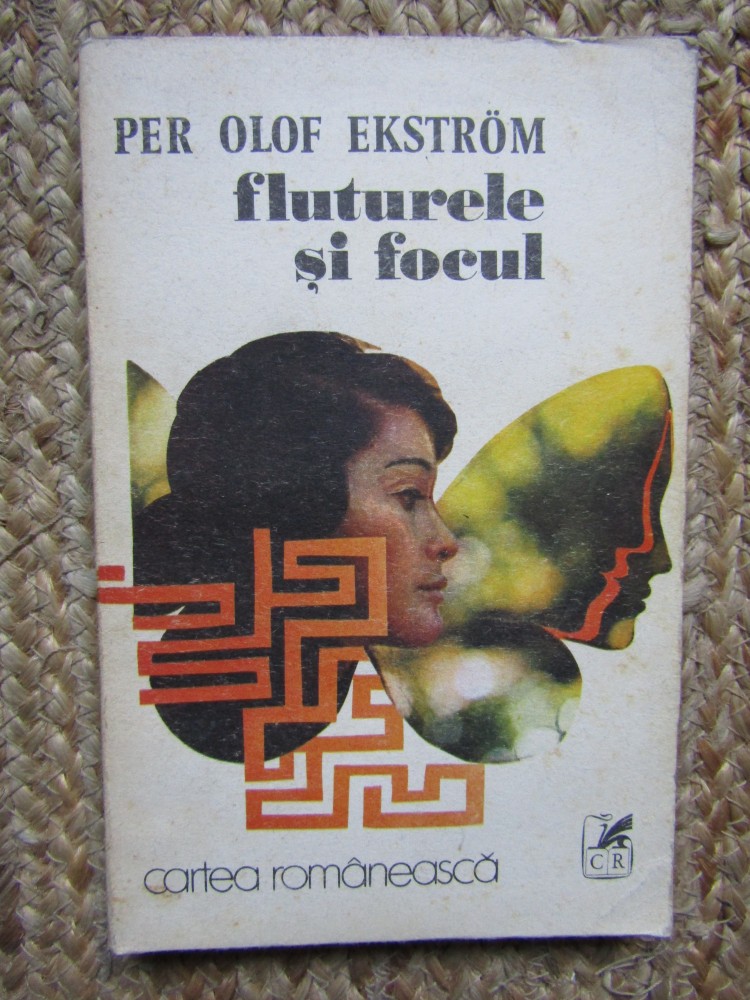 PER OLOF EKSTRÖM
fluturele
și focul
cartea românească
CR